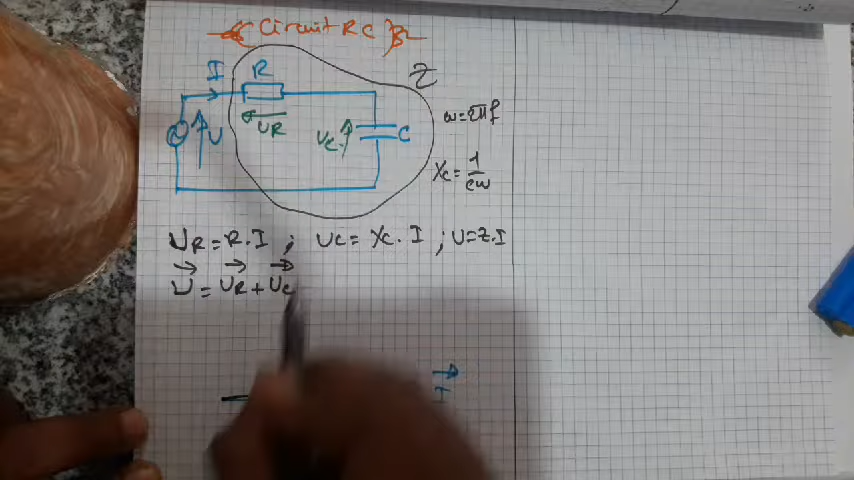 Circuit RC
I R Z
U UR UC C
ω=2πf
XC = 1/Cω
UR = R.I ; UC = XC . I ; U=Z.I
U→ = UR→ + UC→
I→